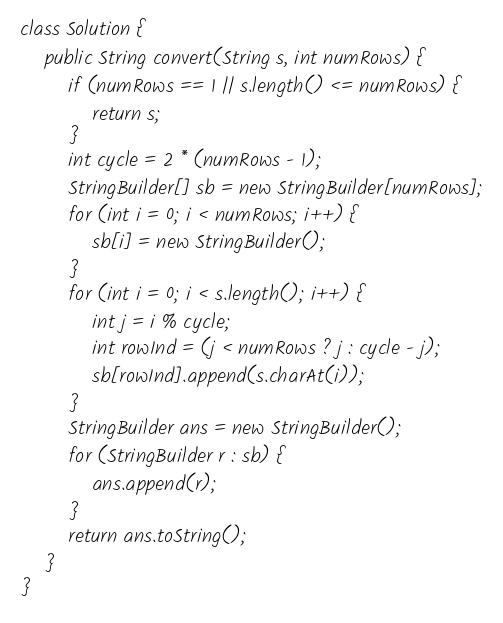 class Solution {
    public String convert(String s, int numRows) {
        if (numRows == 1 || s.length() <= numRows) {
            return s;
        }
        int cycle = 2 * (numRows - 1);
        StringBuilder[] sb = new StringBuilder[numRows];
        for (int i = 0; i < numRows; i++) {
            sb[i] = new StringBuilder();
        }
        for (int i = 0; i < s.length(); i++) {
            int j = i % cycle;
            int rowInd = (j < numRows ? j : cycle - j);
            sb[rowInd].append(s.charAt(i));
        }
        StringBuilder ans = new StringBuilder();
        for (StringBuilder r : sb) {
            ans.append(r);
        }
        return ans.toString();
    }
}